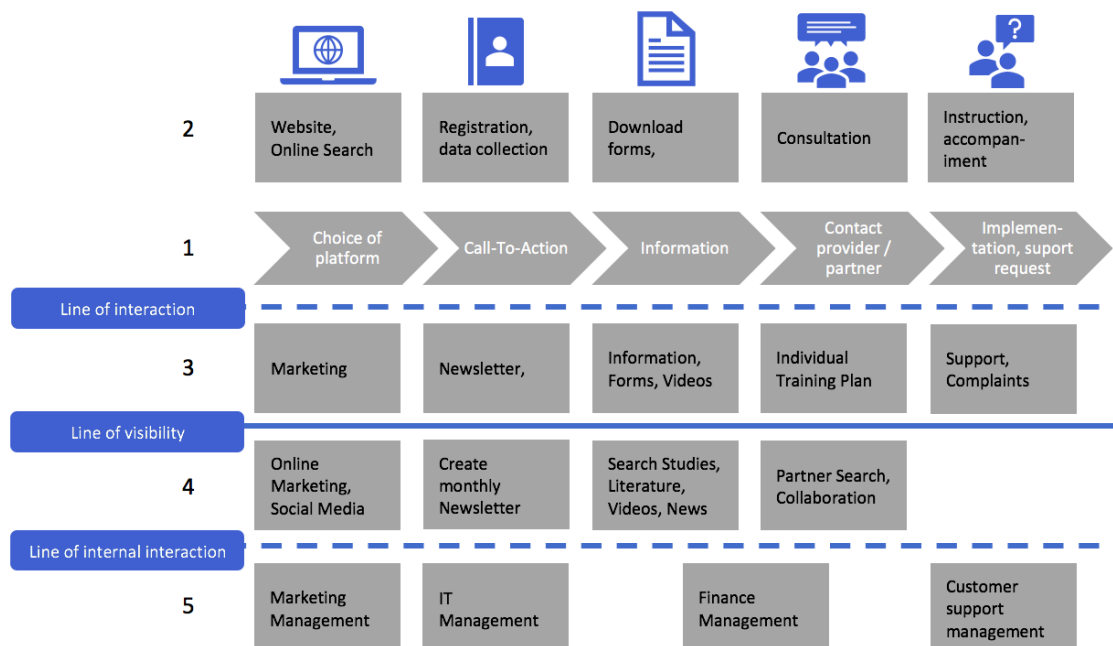 ?
2
Website,
Online Search
Registration,
data collection
Download
forms,
Consultation
Instruction,
accompan-
iment
1
Choice of
platform
Call-To-Action
Information
Contact
provider /
partner
Implemen-
tation, suport
request
Line of interaction
3
Marketing
Newsletter,
Information,
Forms, Videos
Individual
Training Plan
Support,
Complaints
Line of visibility
4
Online
Marketing,
Social Media
Create
monthly
Newsletter
Search Studies,
Literature,
Videos, News
Partner Search,
Collaboration
Line of internal interaction
5
Marketing
Management
IT
Management
Finance
Management
Customer
support
management